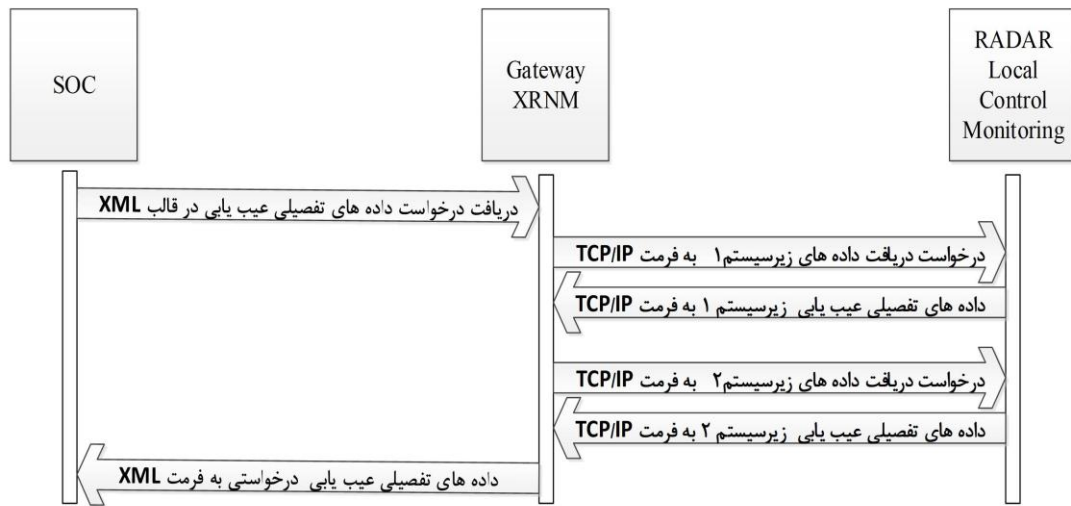 SOC
Gateway
XRNM
RADAR
Local
Control
Monitoring
دریافت درخواست داده های تفصیلی عیب یابی در قالب XML
درخواست دریافت داده های زیرسیستم۱ به فرمت TCP/IP
داده های تفصیلی عیب یابی زیرسیستم ۱ به فرمت TCP/IP
درخواست دریافت داده های زیرسیستم۲ به فرمت TCP/IP
داده های تفصیلی عیب یابی زیرسیستم ۲ به فرمت TCP/IP
داده های تفصیلی عیب یابی درخواستی به فرمت XML